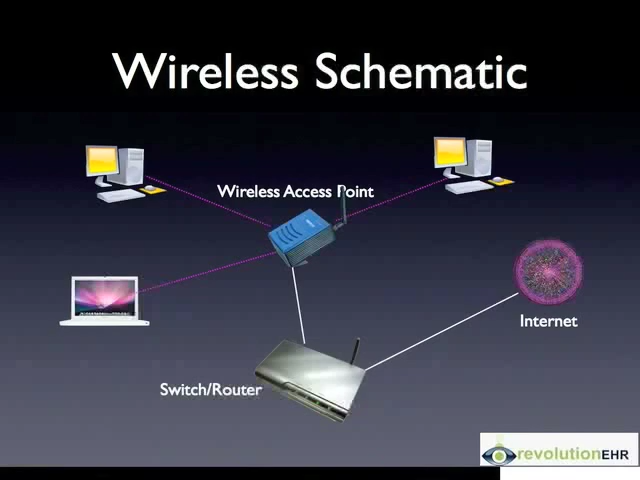 Wireless Schematic
Wireless Access Point
Internet
Switch/Router
revolutionEHR